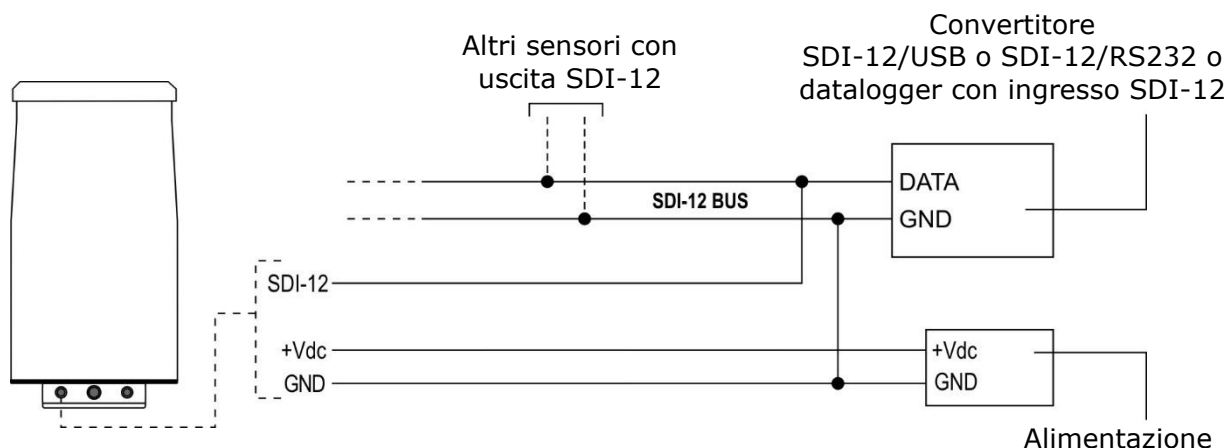 Convertitore
SDI-12/USB o SDI-12/RS232 o
datalogger con ingresso SDI-12
Altri sensori con
uscita SDI-12
DATA
SDI-12 BUS
GND
SDI-12
+Vdc
+Vdc
GND
GND
Alimentazione